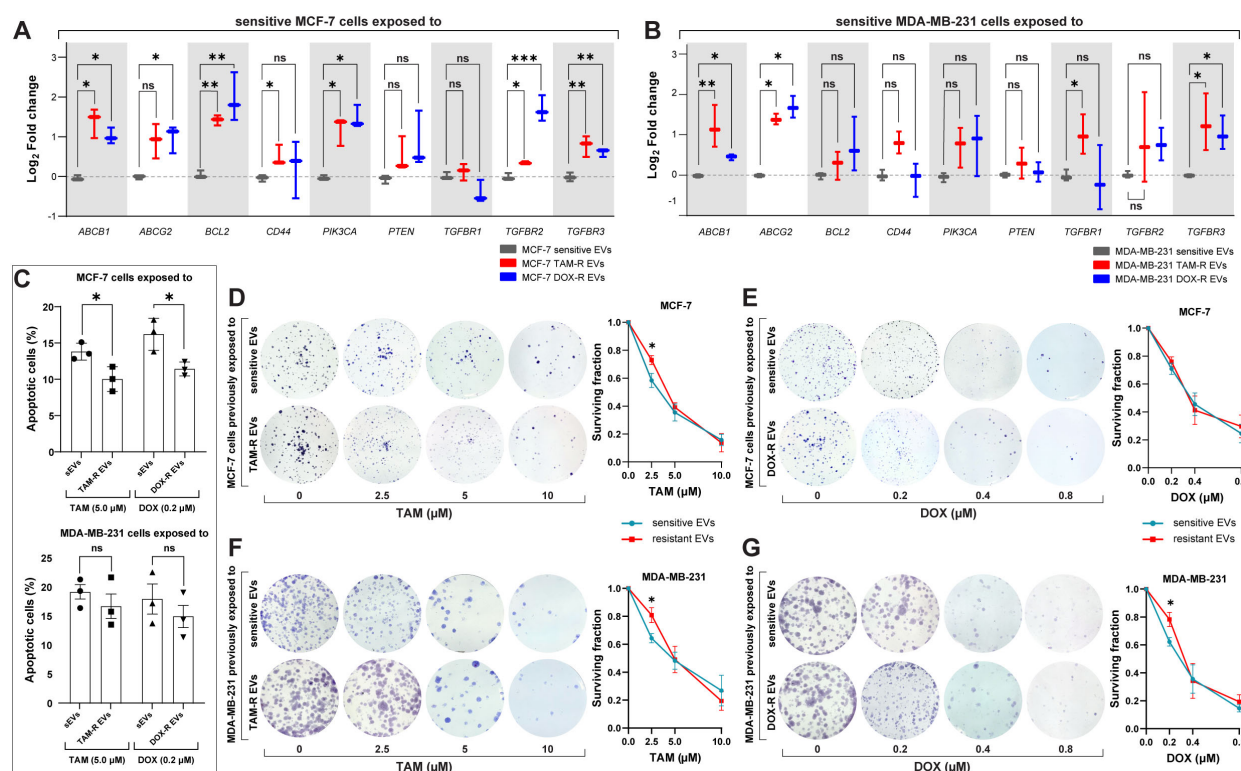 A
sensitive MCF-7 cells exposed to
Log2 Fold change
3
2
1
0
-1
* * ns * ** ** * ns * * ns ns ns ns * *** ** **
ABCB1 ABCG2 BCL2 CD44 PIK3CA PTEN TGFBR1 TGFBR2 TGFBR3
MCF-7 sensitive EVs
MCF-7 TAM-R EVs
MCF-7 DOX-R EVs
B
sensitive MDA-MB-231 cells exposed to
Log2 Fold change
3
2
1
0
-1
** * * * ns ns ns ns ns ns ns ns * ns ns ns * *
ABCB1 ABCG2 BCL2 CD44 PIK3CA PTEN TGFBR1 TGFBR2 TGFBR3
MDA-MB-231 sensitive EVs
MDA-MB-231 TAM-R EVs
MDA-MB-231 DOX-R EVs
C
MCF-7 cells exposed to
Apoptotic cells (%)
20
15
10
5
0
* *
sEVs TAM-R EVs sEVs DOX-R EVs
TAM (5.0 μM) DOX (0.2 μM)
MDA-MB-231 cells exposed to
Apoptotic cells (%)
25
20
15
10
5
0
ns ns
sEVs TAM-R EVs sEVs DOX-R EVs
TAM (5.0 μM) DOX (0.2 μM)
D
MCF-7 cells previously exposed to
sensitive EVs
TAM-R EVs
0 2.5 5 10
TAM (μM)
MCF-7
Surviving fraction
1.0
0.8
0.6
0.4
0.2
*
0 2.5 5.0 10.0
TAM (μM)
sensitive EVs
resistant EVs
E
MCF-7 cells previously exposed to
sensitive EVs
DOX-R EVs
0 0.2 0.4 0.8
DOX (μM)
MCF-7
Surviving fraction
1.0
0.8
0.6
0.4
0.2
0 0.2 0.4
DOX (μM)
sensitive EVs
resistant EVs
F
MDA-MB-231 previously exposed to
sensitive EVs
TAM-R EVs
0 2.5 5 10
TAM (μM)
MDA-MB-231
Surviving fraction
1.0
0.8
0.6
0.4
0.2
0.0
*
0 2.5 5.0 10.0
TAM (μM)
G
MDA-MB-231 previously exposed to
sensitive EVs
DOX-R EVs
0 0.2 0.4 0.8
DOX (μM)
MDA-MB-231
Surviving fraction
1.0
0.8
0.6
0.4
0.2
0.0
*
0 0.2 0.4
DOX (μM)